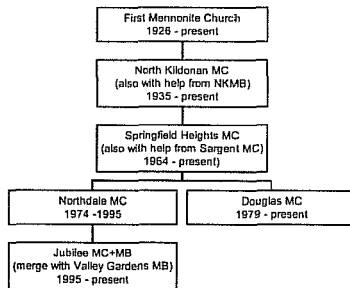 First Mennonite Church
1926 - present
North Kildonan MC
(also with help from NKMB)
1935 - present
Springfield Heights MC
(also with help from Sargent MC)
1964 - present)
Northdale MC
1974 -1995
Douglas MC
1979 - present
Jubilee MC+MB
(merge with Valley Gardens MB)
1995 - present